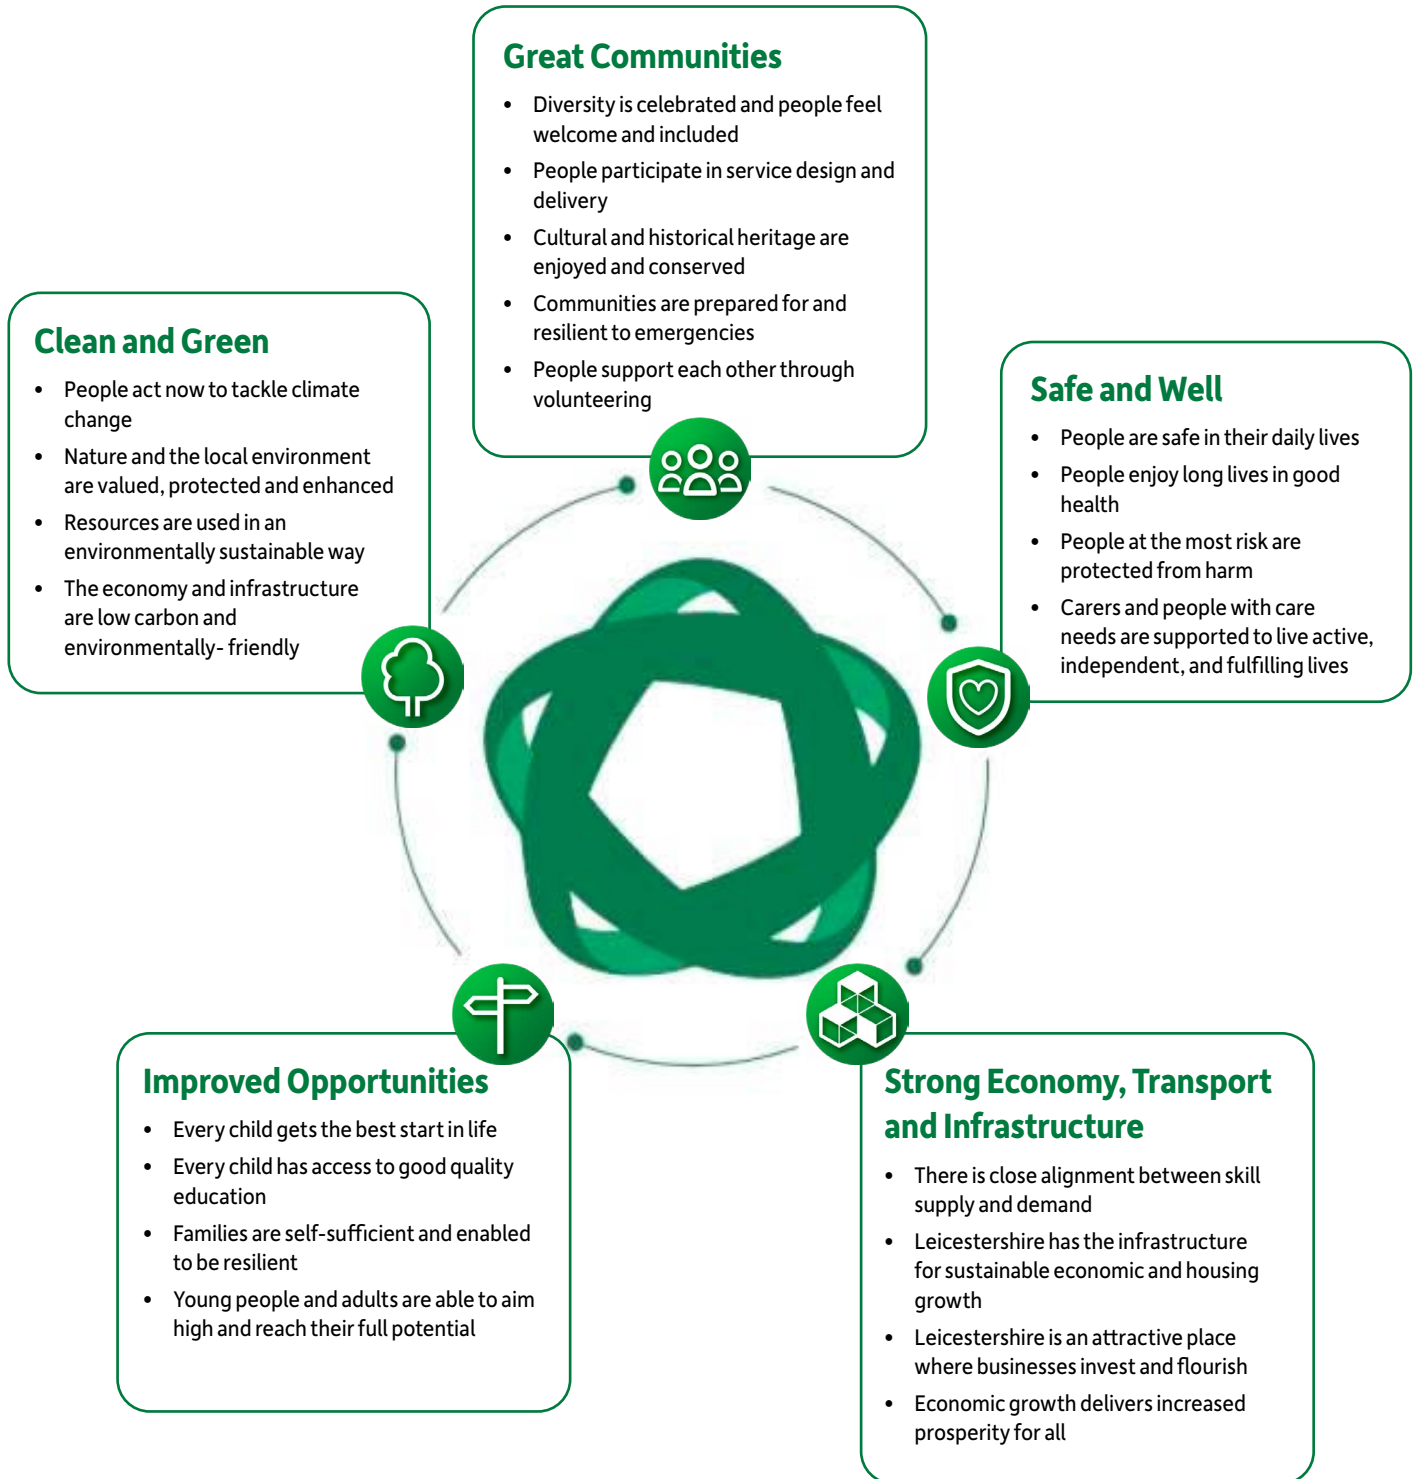 Great Communities
• Diversity is celebrated and people feel
welcome and included
• People participate in service design and
delivery
• Cultural and historical heritage are
enjoyed and conserved
• Communities are prepared for and
resilient to emergencies
• People support each other through
volunteering
Clean and Green
• People act now to tackle climate
change
• Nature and the local environment
are valued, protected and enhanced
• Resources are used in an
environmentally sustainable way
• The economy and infrastructure
are low carbon and
environmentally- friendly
Safe and Well
• People are safe in their daily lives
• People enjoy long lives in good
health
• People at the most risk are
protected from harm
• Carers and people with care
needs are supported to live active,
independent, and fulfilling lives
Improved Opportunities
• Every child gets the best start in life
• Every child has access to good quality
education
• Families are self-sufficient and enabled
to be resilient
• Young people and adults are able to aim
high and reach their full potential
Strong Economy, Transport
and Infrastructure
• There is close alignment between skill
supply and demand
• Leicestershire has the infrastructure
for sustainable economic and housing
growth
• Leicestershire is an attractive place
where businesses invest and flourish
• Economic growth delivers increased
prosperity for all